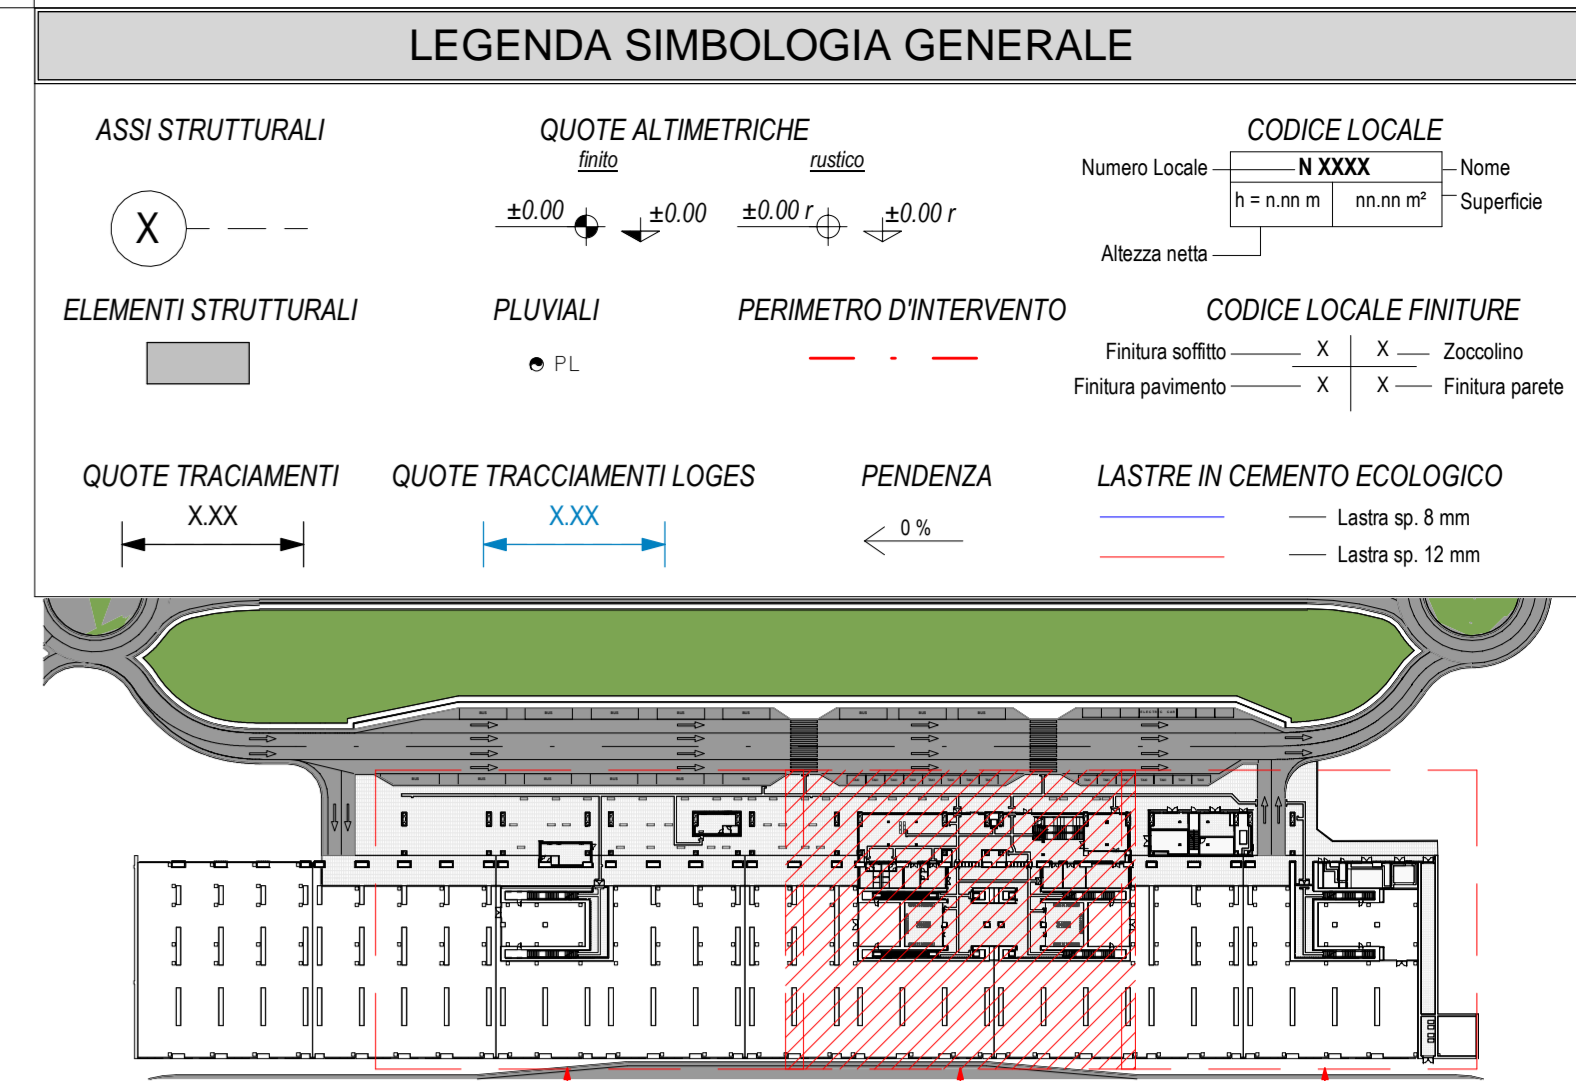 LEGENDA SIMBOLOGIA GENERALE
ASSI STRUTTURALI
X
QUOTE ALTIMETRICHE
finito
rustico
±0.00
±0.00
±0.00 r
±0.00 r
CODICE LOCALE
Numero Locale
N XXXX
Nome
h = n.nn m
nn.nn m²
Superficie
Altezza netta
ELEMENTI STRUTTURALI
PLUVIALI
PL
PERIMETRO D'INTERVENTO
CODICE LOCALE FINITURE
Finitura soffitto
X
X
Zoccolino
Finitura pavimento
X
X
Finitura parete
QUOTE TRACIAMENTI
X.XX
QUOTE TRACCIAMENTI LOGES
X.XX
PENDENZA
0 %
LASTRE IN CEMENTO ECOLOGICO
Lastra sp. 8 mm
Lastra sp. 12 mm